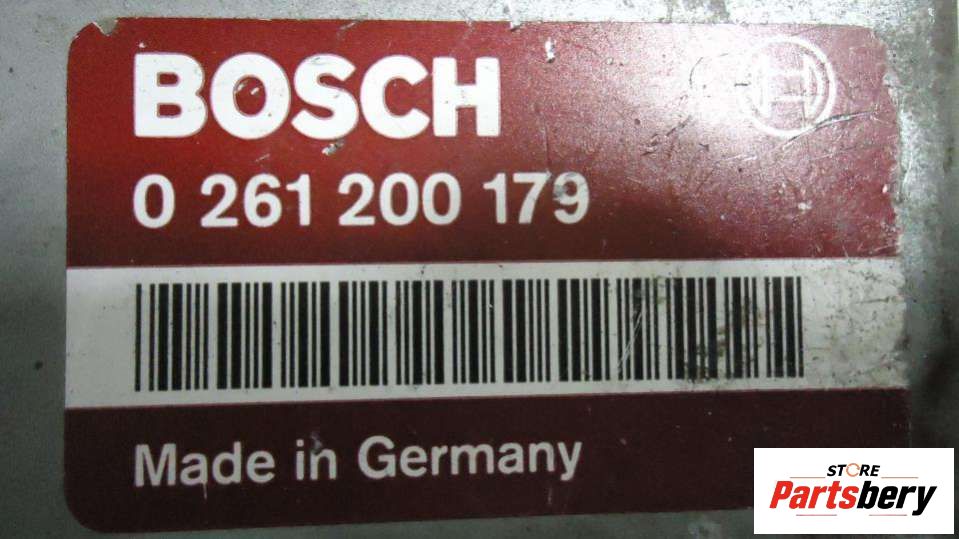 BOSCH
0 261 200 179
Made in Germany
STORE
Partsbery